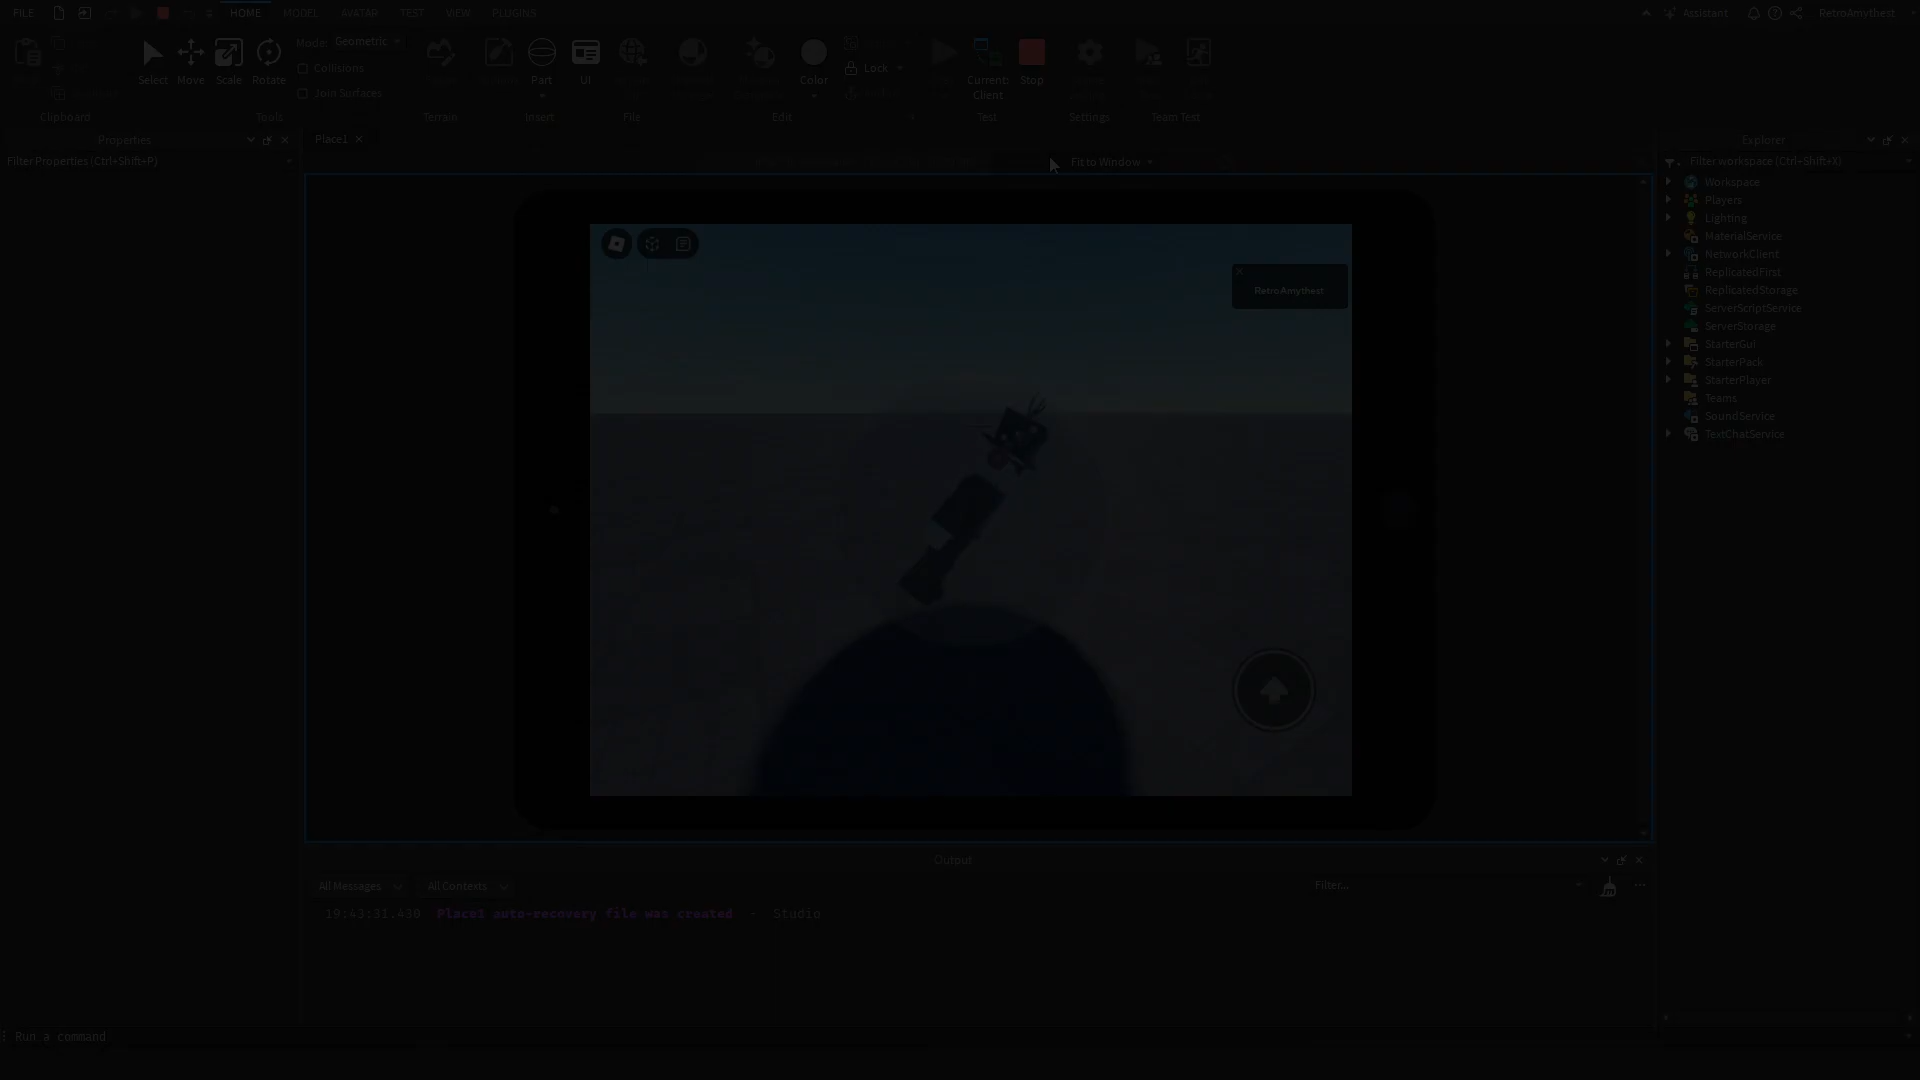 FILE HOME MODEL AVATAR TEST VIEW PLUGINS Assistant RetroAmythest
Mode: Geometric
Collisions
Join Surfaces
Select Move Scale Rotate Part UI Color Lock Current: Client Stop
Clipboard Tools Terrain Insert File Edit Test Settings Team Test
Properties
Filter Properties (Ctrl+Shift+P)
Place1
Fit to Window
RetroAmythest
Explorer
Filter workspace (Ctrl+Shift+X)
Workspace
Players
Lighting
MaterialService
NetworkClient
ReplicatedFirst
ReplicatedStorage
ServerScriptService
ServerStorage
StarterGui
StarterPack
StarterPlayer
Teams
SoundService
TextChatService
Output
All Messages All Contexts Filter...
19:43:31.430 Place1 auto-recovery file was created - Studio
Run a command